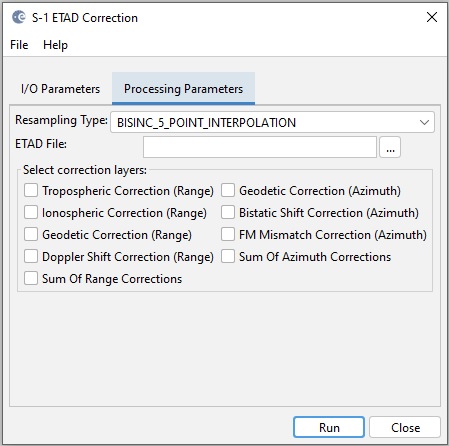 S-1 ETAD Correction
File Help
I/O Parameters Processing Parameters
Resampling Type: BISINC_5_POINT_INTERPOLATION
ETAD File: ...
Select correction layers:
Tropospheric Correction (Range) Geodetic Correction (Azimuth)
Ionospheric Correction (Range) Bistatic Shift Correction (Azimuth)
Geodetic Correction (Range) FM Mismatch Correction (Azimuth)
Doppler Shift Correction (Range) Sum Of Azimuth Corrections
Sum Of Range Corrections
Run Close